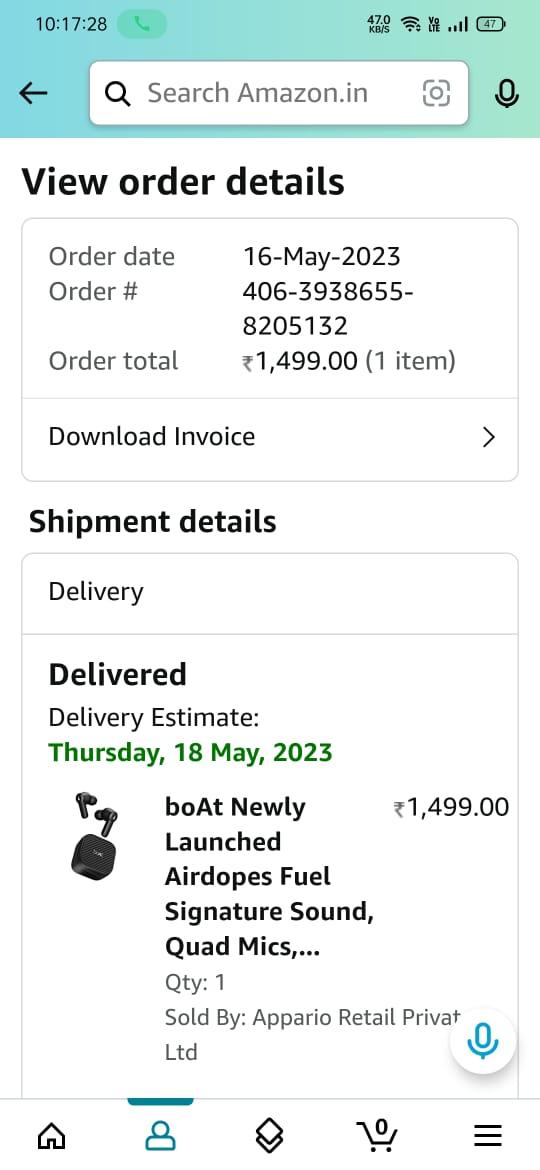 10:17:28
47.0 KB/S Vo LTE 47
Search Amazon.in
View order details
Order date 16-May-2023
Order # 406-3938655-
8205132
Order total ₹1,499.00 (1 item)
Download Invoice
Shipment details
Delivery
Delivered
Delivery Estimate:
Thursday, 18 May, 2023
boAt Newly ₹1,499.00
Launched
Airdopes Fuel
Signature Sound,
Quad Mics,...
Qty: 1
Sold By: Appario Retail Privat
Ltd
0